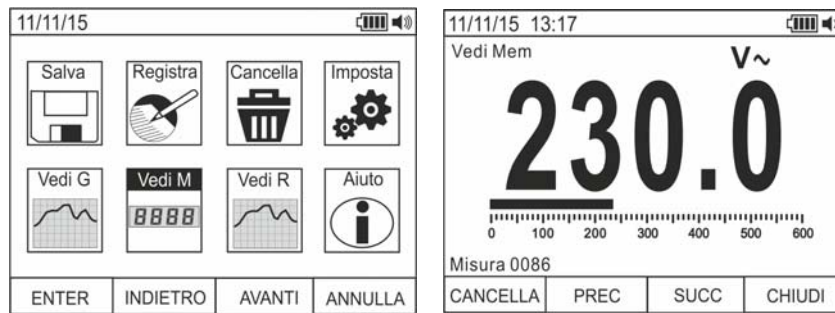 11/11/15
Salva Registra Cancella Imposta
Vedi G Vedi M Vedi R Aiuto
8888
ENTER INDIETRO AVANTI ANNULLA
11/11/15 13:17
Vedi Mem
V~
230.0
0 100 200 300 400 500 600
Misura 0086
CANCELLA PREC SUCC CHIUDI